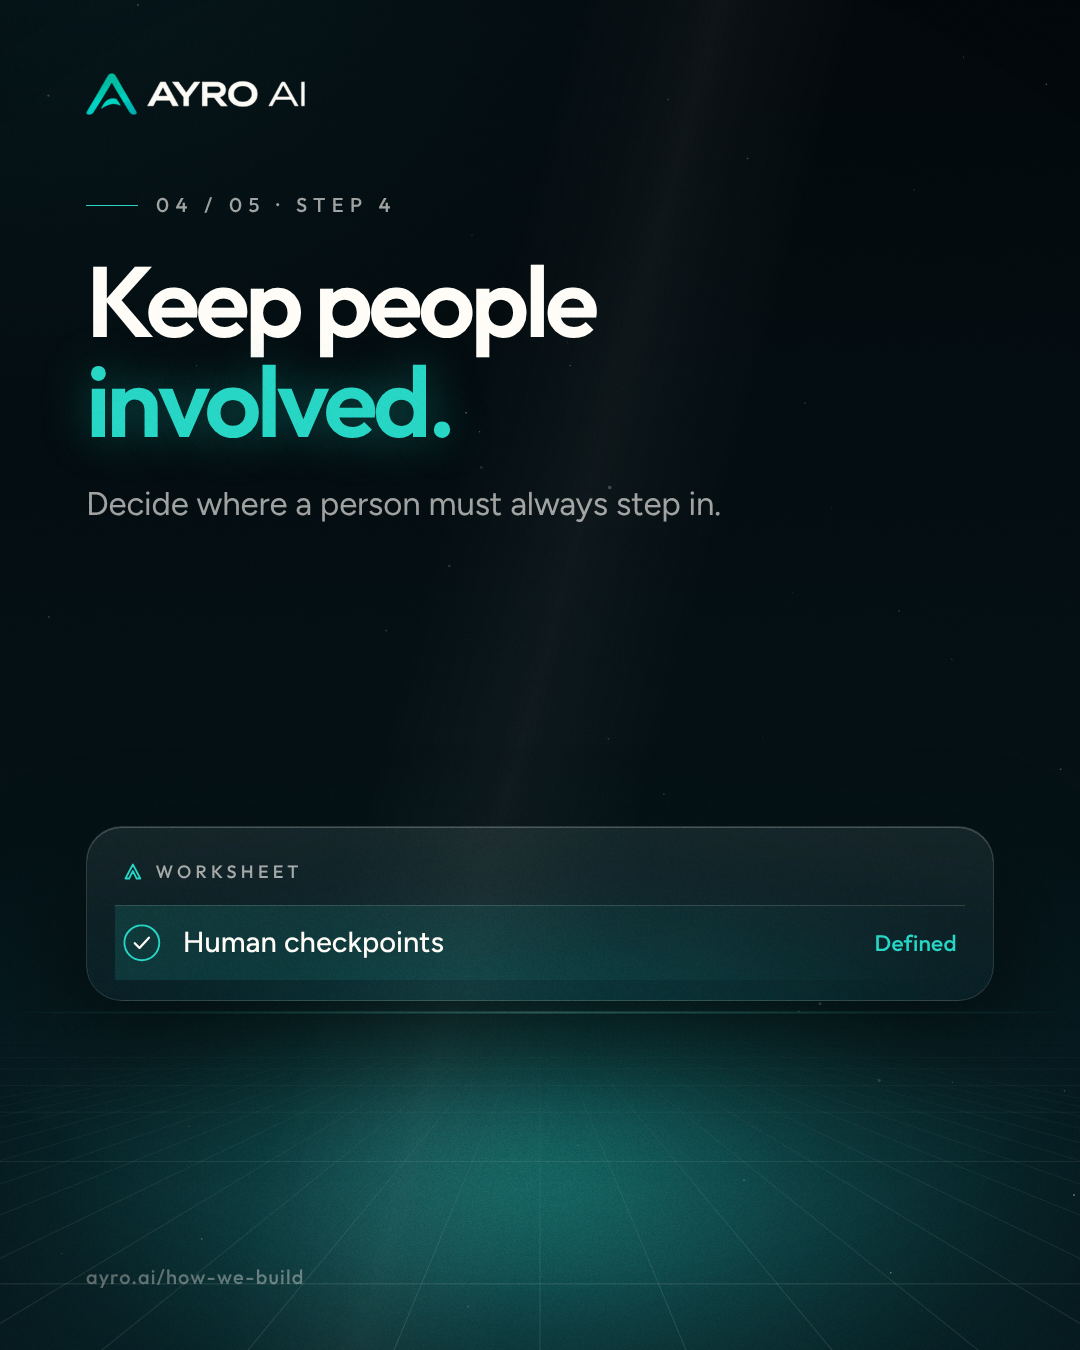 AYRO AI
04 / 05 · STEP 4
Keep people
involved.
Decide where a person must always step in.
WORKSHEET
Human checkpoints
Defined
ayro.ai/how-we-build